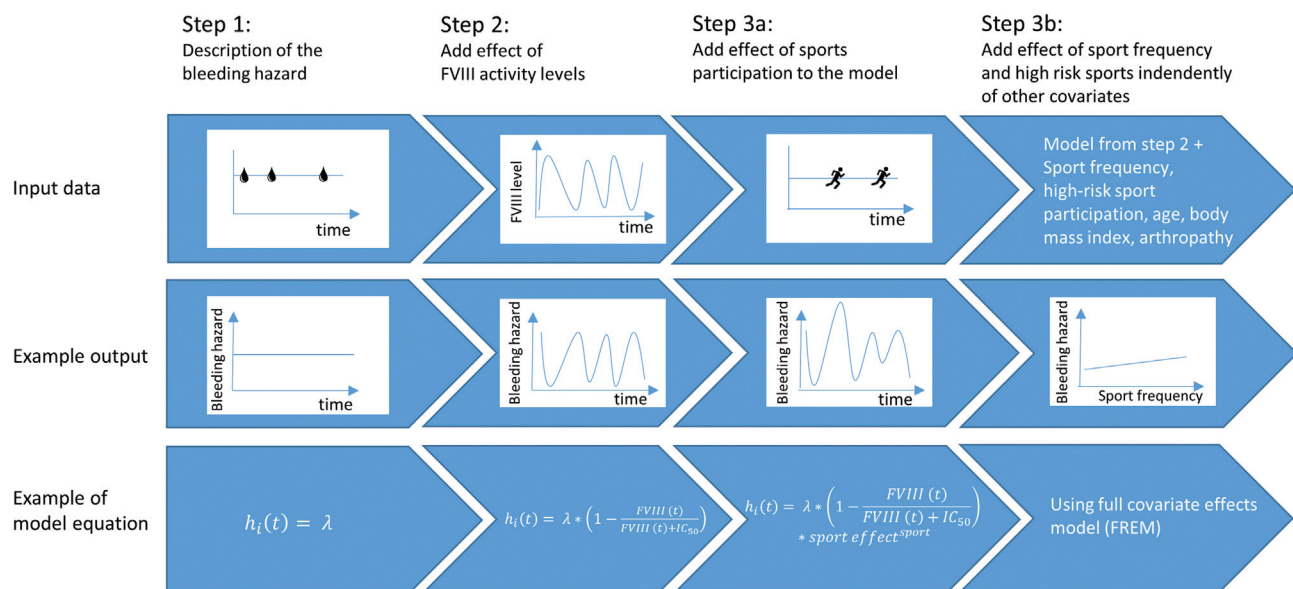 Step 1:
Description of the
bleeding hazard
Step 2:
Add effect of
FVIII activity levels
Step 3a:
Add effect of sports
participation to the model
Step 3b:
Add effect of sport frequency
and high risk sports indendently
of other covariates
Input data
time
FVIII level
time
time
Model from step 2 +
Sport frequency,
high-risk sport
participation, age, body
mass index, arthropathy
Example output
Bleeding hazard
time
Bleeding hazard
time
Bleeding hazard
time
Bleeding hazard
Sport frequency
Example of
model equation
h_i(t) = λ
h_i(t) = λ * (1 − FVIII (t) / FVIII (t)+IC_50)
h_i(t) = λ * (1 − FVIII (t) / FVIII (t) + IC_50)
* sport effect^sport
Using full covariate effects
model (FREM)